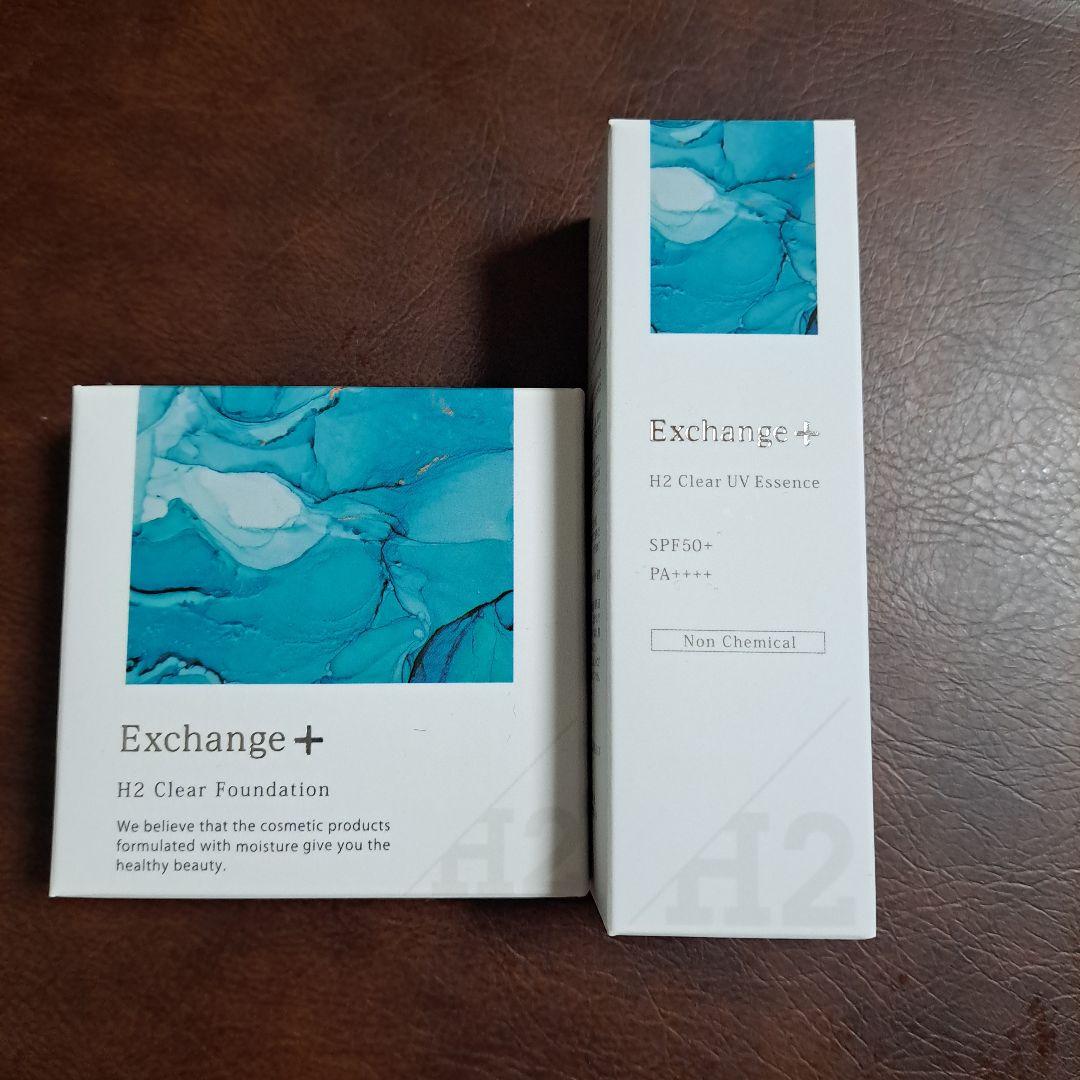 Exchange+
H2 Clear Foundation
We believe that the cosmetic products
formulated with moisture give you the
healthy beauty.
H2
Exchange+
H2 Clear UV Essence
SPF50+
PA++++
Non Chemical
H2